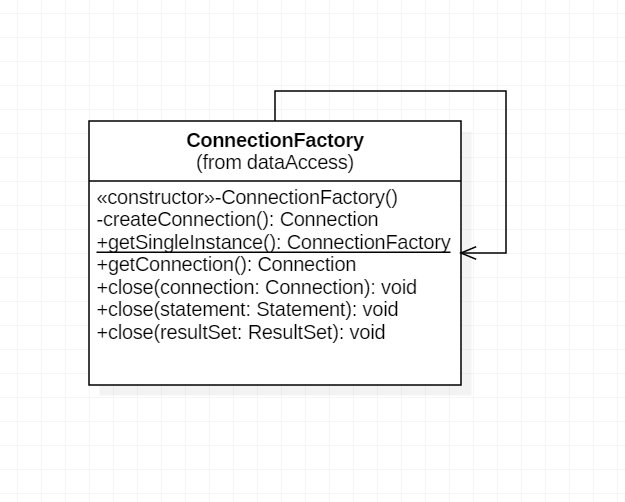 ConnectionFactory
(from dataAccess)
«constructor»-ConnectionFactory()
-createConnection(): Connection
+getSingleInstance(): ConnectionFactory
+getConnection(): Connection
+close(connection: Connection): void
+close(statement: Statement): void
+close(resultSet: ResultSet): void